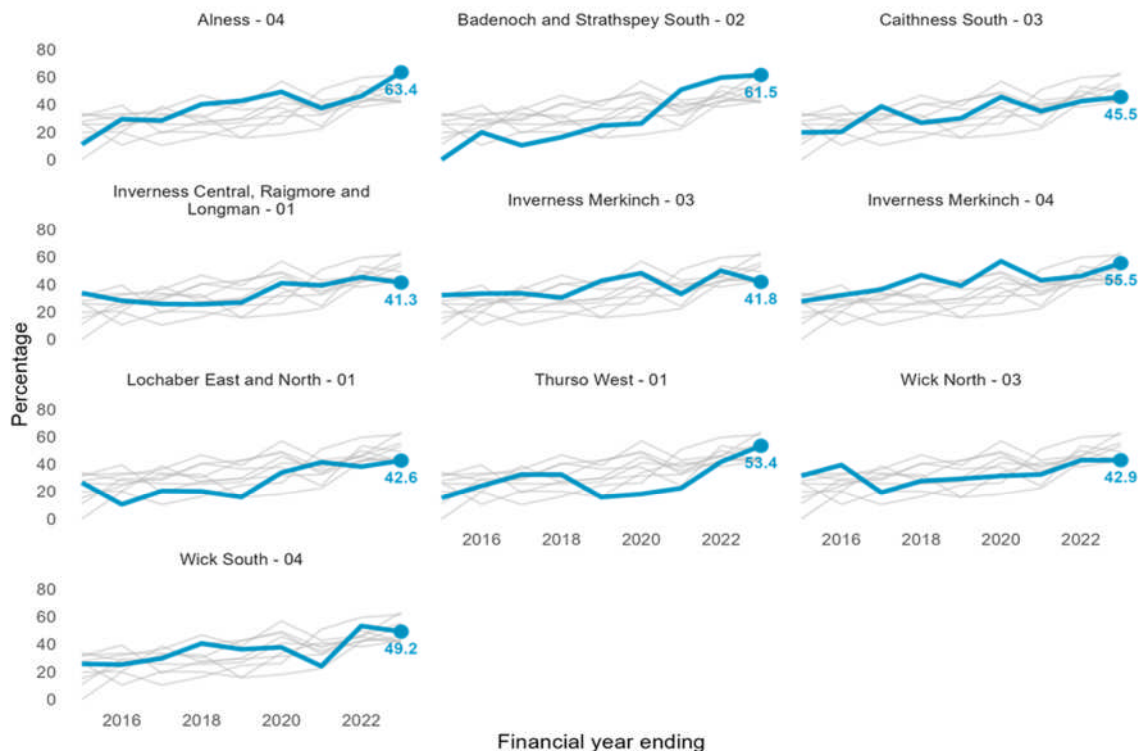 Alness - 04
Badenoch and Strathspey South - 02
Caithness South - 03
80
60
40
20
0
63.4
61.5
45.5
Inverness Central, Raigmore and
Longman - 01
Inverness Merkinch - 03
Inverness Merkinch - 04
80
60
40
20
0
41.3
41.8
55.5
Percentage
Lochaber East and North - 01
Thurso West - 01
Wick North - 03
80
60
40
20
0
42.6
53.4
42.9
2016 2018 2020 2022
2016 2018 2020 2022
Wick South - 04
80
60
40
20
0
49.2
2016 2018 2020 2022
Financial year ending